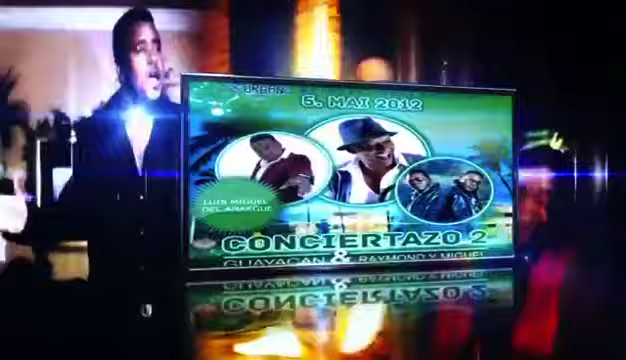 5. MAI 2012
LUIS MIGUEL
DEL AMARGUE
CONCIERTAZO 2
GUAYACAN & RAYMOND Y MIGUEL